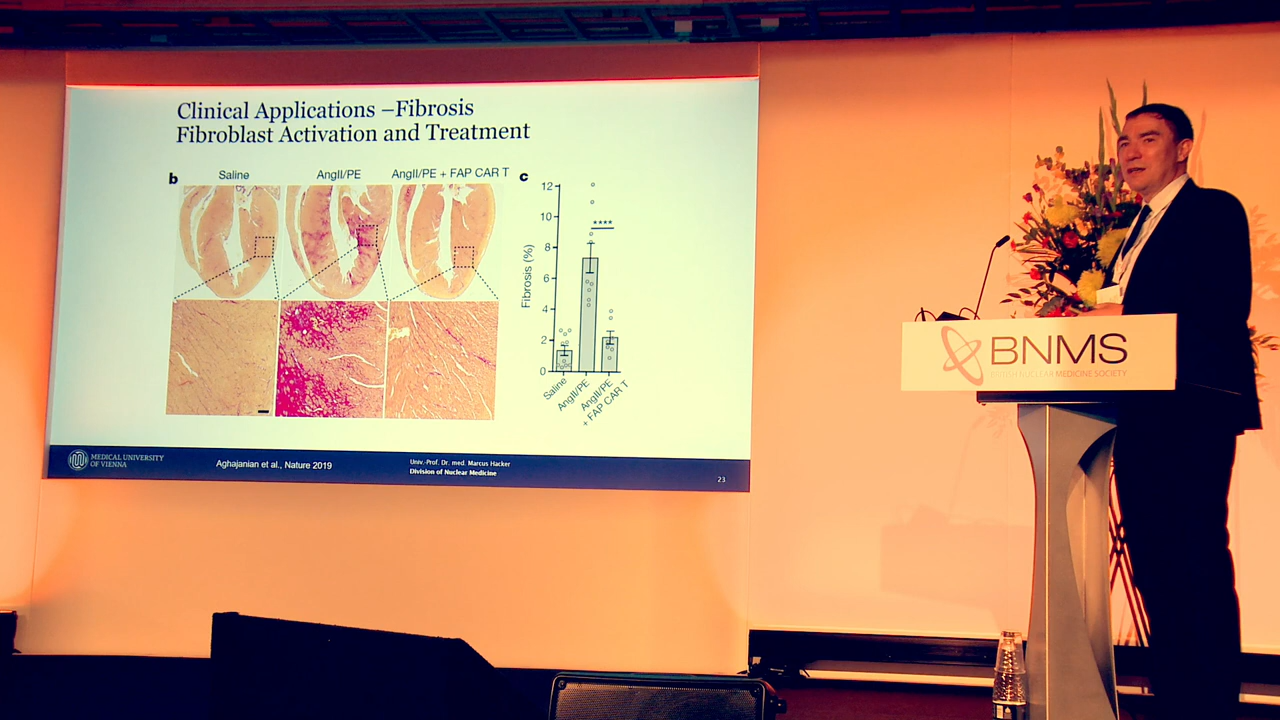 Clinical Applications –Fibrosis
Fibroblast Activation and Treatment
b
Saline
AngII/PE
AngII/PE + FAP CAR T
c
Fibrosis (%)
12
10
8
6
4
2
0
****
Saline
AngII/PE
AngII/PE
+ FAP CAR T
MEDICAL UNIVERSITY
OF VIENNA
Aghajanian et al., Nature 2019
Univ.-Prof. Dr. med. Marcus Hacker
Division of Nuclear Medicine
23
BNMS
BRITISH NUCLEAR MEDICINE SOCIETY